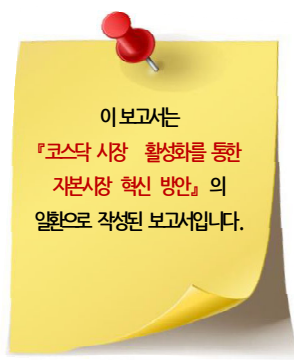 이 보고서는
『코스닥 시장 활성화를 통한
자본시장 혁신 방안』의
일환으로 작성된 보고서입니다.